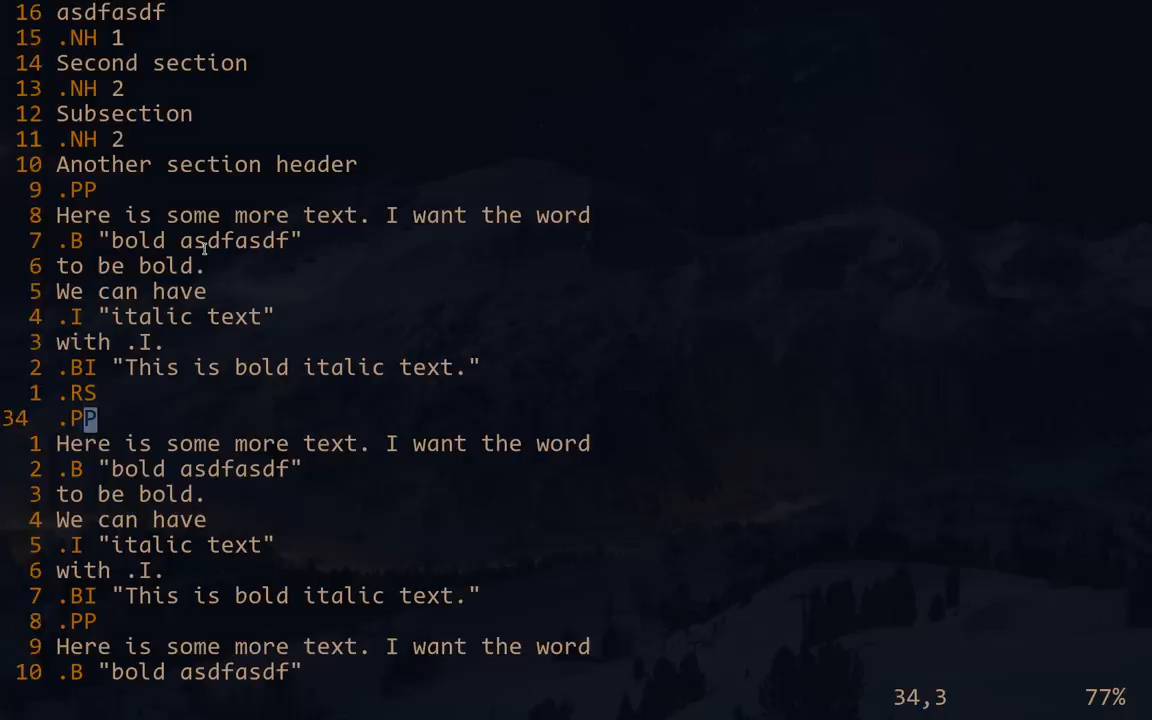 16 asdfasdf
15 .NH 1
14 Second section
13 .NH 2
12 Subsection
11 .NH 2
10 Another section header
9 .PP
8 Here is some more text. I want the word
7 .B "bold asdfasdf"
6 to be bold.
5 We can have
4 .I "italic text"
3 with .I.
2 .BI "This is bold italic text."
1 .RS
34 .PP
1 Here is some more text. I want the word
2 .B "bold asdfasdf"
3 to be bold.
4 We can have
5 .I "italic text"
6 with .I.
7 .BI "This is bold italic text."
8 .PP
9 Here is some more text. I want the word
10 .B "bold asdfasdf"
34,3 77%